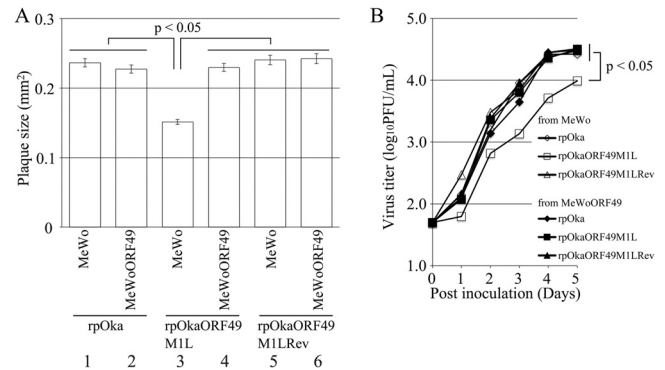 A
p < 0.05
Plaque size (mm²)
0.3
0.2
0.1
0
MeWo
MeWoORF49
MeWo
MeWoORF49
MeWo
MeWoORF49
rpOka
rpOkaORF49
M1L
rpOkaORF49
M1LRev
1 2 3 4 5 6
B
Virus titer (log₁₀PFU/mL)
5.0
4.0
3.0
2.0
1.0
p < 0.05
from MeWo
rpOka
rpOkaORF49M1L
rpOkaORF49M1LRev
from MeWoORF49
rpOka
rpOkaORF49M1L
rpOkaORF49M1LRev
0 1 2 3 4 5
Post inoculation (Days)